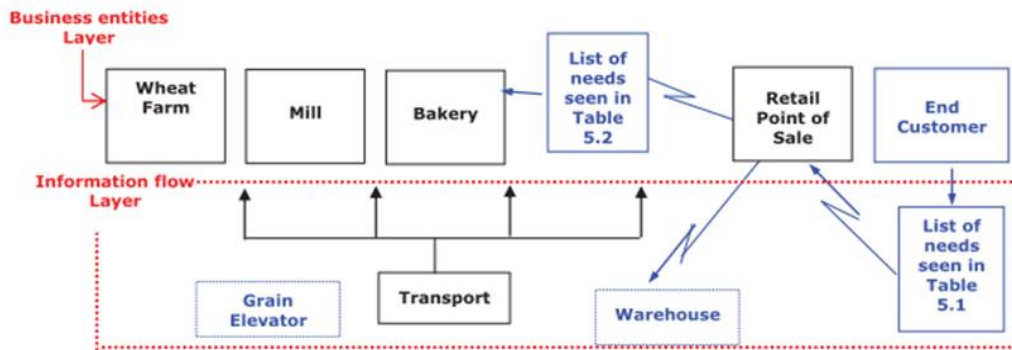 Business entities
Layer
Wheat
Farm
Mill
Bakery
List of
needs
seen in
Table
5.2
Retail
Point of
Sale
End
Customer
Information flow
Layer
List of
needs
seen in
Table
5.1
Grain
Elevator
Transport
Warehouse